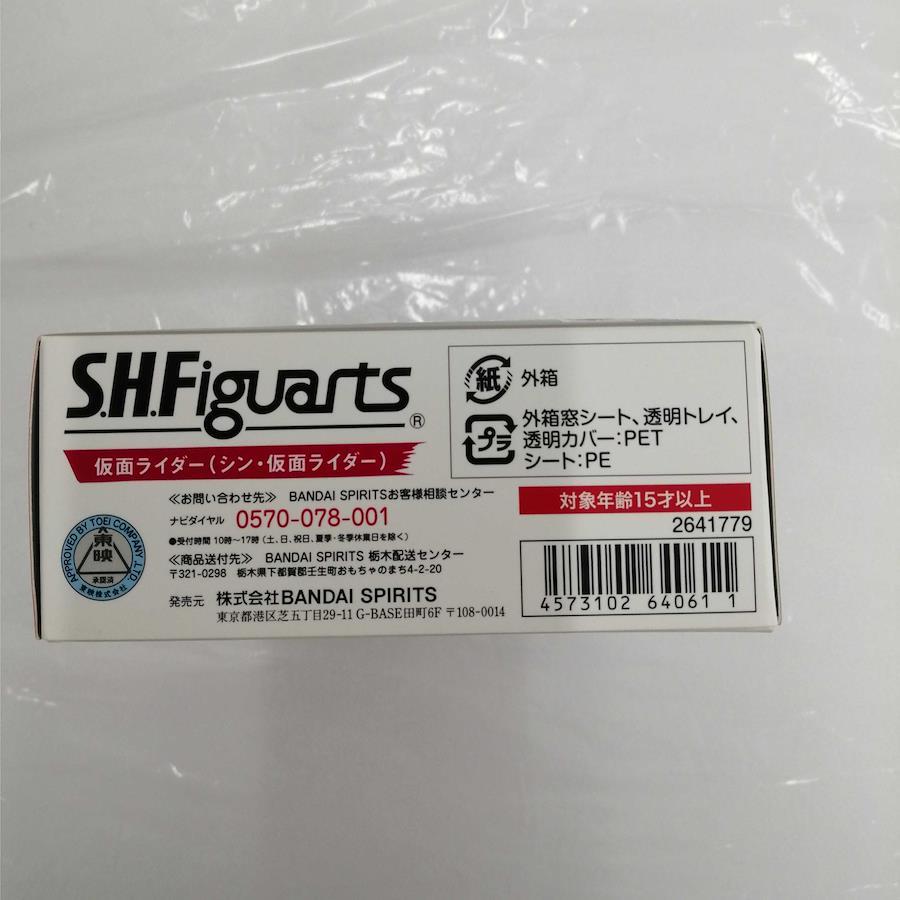 S.H.Figuarts®
仮面ライダー(シン・仮面ライダー)
紙 外箱
プラ 外箱窓シート、透明トレイ、
透明カバー:PET
シート:PE
対象年齢15才以上
2641779
4573102 64061 1
≪お問い合わせ先≫ BANDAI SPIRITSお客様相談センター
ナビダイヤル 0570-078-001
●受付時間 10時~17時(土、日、祝日、夏季・冬季休業日を除く)
≪商品送付先≫ BANDAI SPIRITS 栃木配送センター
〒321-0298 栃木県下都賀郡壬生町おもちゃのまち4-2-20
発売元 株式会社BANDAI SPIRITS
東京都港区芝五丁目29-11 G-BASE田町6F 〒108-0014
APPROVED BY TOEI COMPANY, LTD.
東映
承認済
東映株式会社